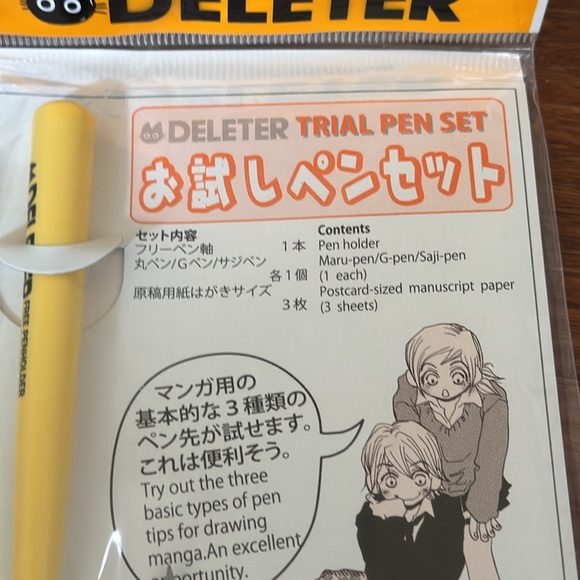 DELETER
DELETER TRIAL PEN SET
お試しペンセット
セット内容
フリーペン軸 1本
丸ペン/Gペン/サジペン
各1個
原稿用紙はがきサイズ
3枚
Contents
Pen holder
Maru-pen/G-pen/Saji-pen
(1 each)
Postcard-sized manuscript paper
(3 sheets)
FREE PENHOLDER
マンガ用の
基本的な3種類の
ペン先が試せます。
これは便利そう。
Try out the three
basic types of pen
tips for drawing
manga.An excellent
opportunity.